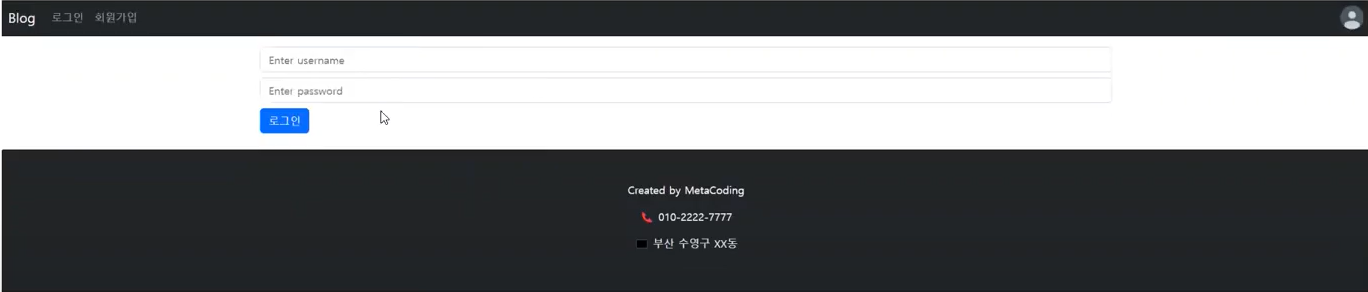 Blog 로그인 회원가입
Enter username
Enter password
로그인
Created by MetaCoding
010-2222-7777
부산 수영구 XX동